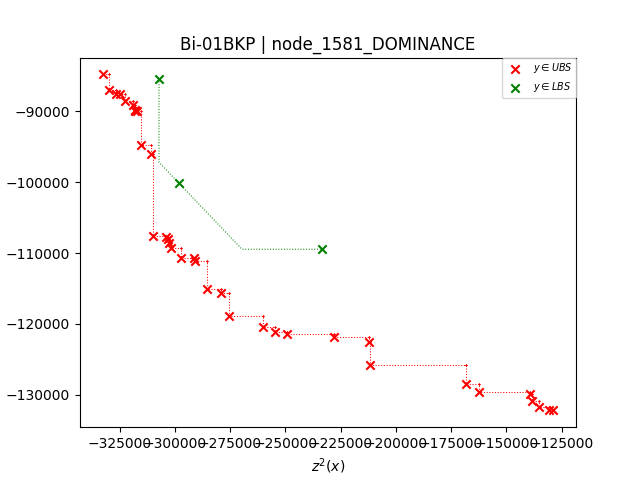 Bi-01BKP | node_1581_DOMINANCE
y ∈ UBS
y ∈ LBS
−90000
−100000
−110000
−120000
−130000
−325000−300000−275000−250000−225000−200000−175000−150000−125000
z²(x)